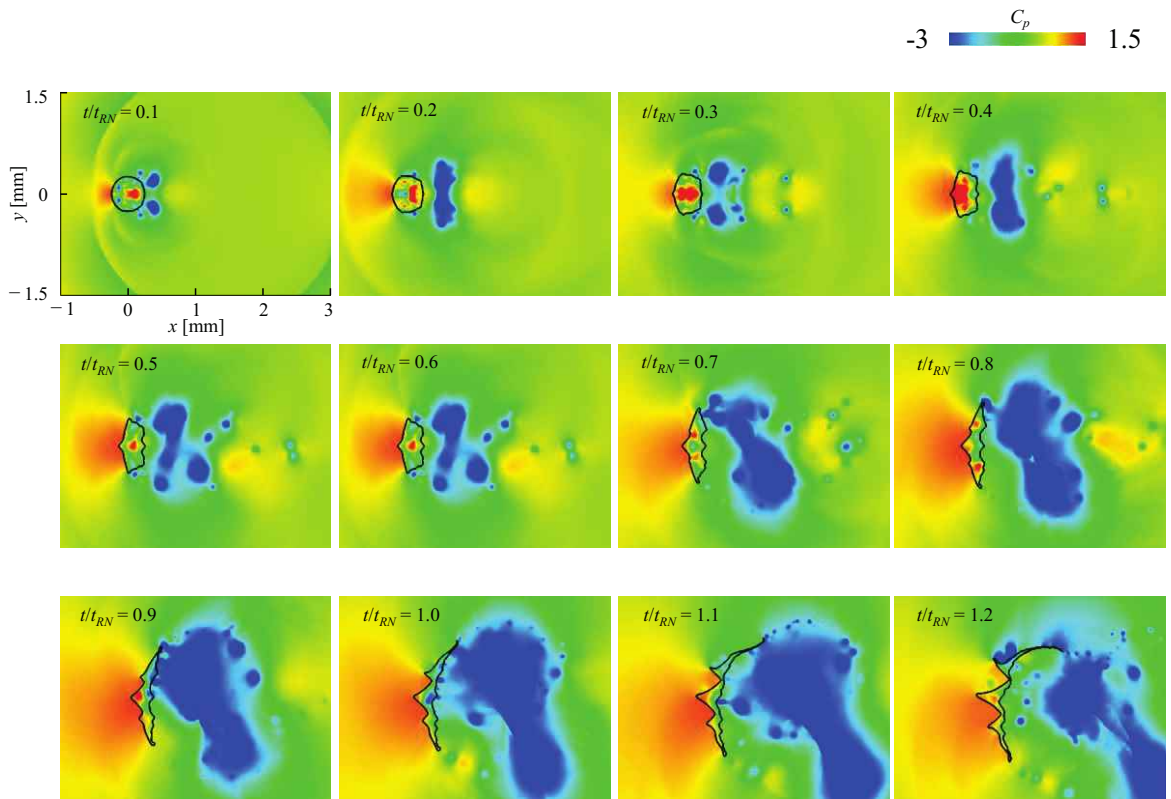 C_p
-3 1.5
1.5
t/t_RN = 0.1 t/t_RN = 0.2 t/t_RN = 0.3 t/t_RN = 0.4
y [mm]
0
−1.5
−1 0 1 2 3
x [mm]
t/t_RN = 0.5 t/t_RN = 0.6 t/t_RN = 0.7 t/t_RN = 0.8
t/t_RN = 0.9 t/t_RN = 1.0 t/t_RN = 1.1 t/t_RN = 1.2